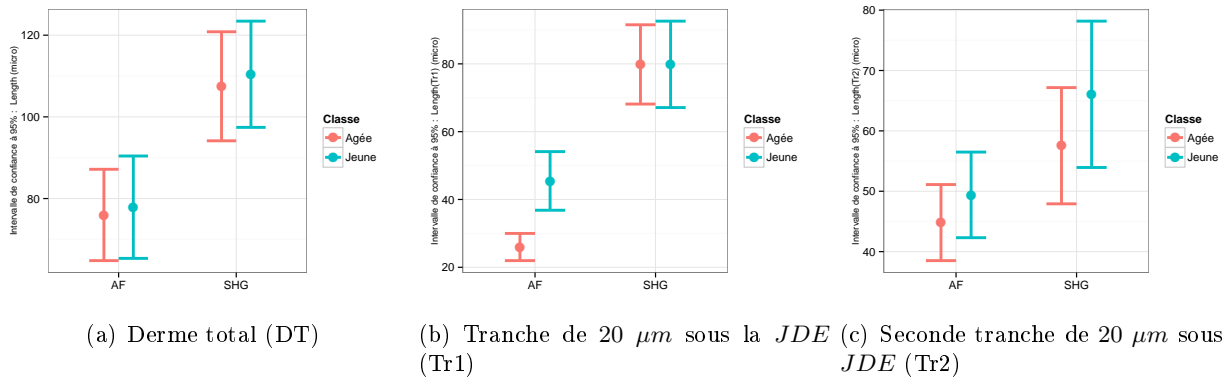 Intervalle de confiance à 95% : Length (micro)
120
100
80
AF
SHG
Classe
Agée
Jeune
(a) Derme total (DT)
Intervalle de confiance à 95% : Length(Tr1) (micro)
80
60
40
20
AF
SHG
Classe
Agée
Jeune
(b) Tranche de 20 μm sous la JDE
(Tr1)
Intervalle de confiance à 95% : Length(Tr2) (micro)
80
70
60
50
40
AF
SHG
Classe
Agée
Jeune
(c) Seconde tranche de 20 μm sous
JDE (Tr2)